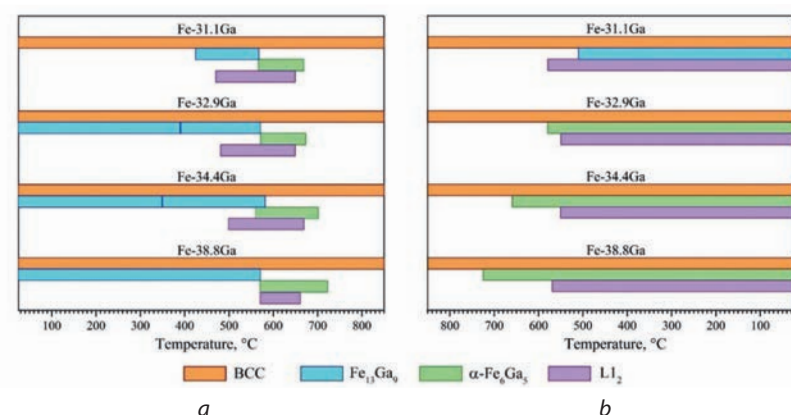 Fe-31.1Ga
Fe-32.9Ga
Fe-34.4Ga
Fe-38.8Ga
100 200 300 400 500 600 700 800
Temperature, °C
Fe-31.1Ga
Fe-32.9Ga
Fe-34.4Ga
Fe-38.8Ga
800 700 600 500 400 300 200 100
Temperature, °C
BCC Fe₁₃Ga₉ α-Fe₆Ga₅ L1₂
a b